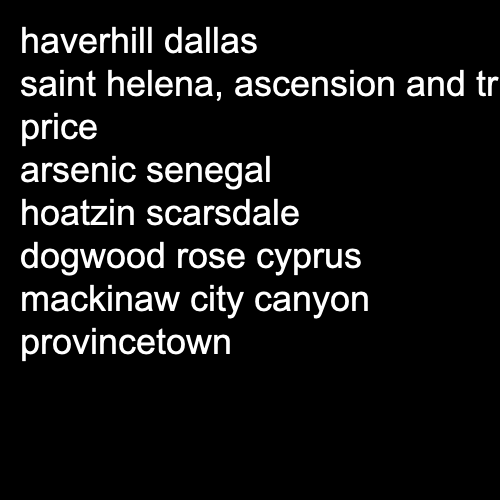 haverhill dallas
saint helena, ascension and tr
price
arsenic senegal
hoatzin scarsdale
dogwood rose cyprus
mackinaw city canyon
provincetown